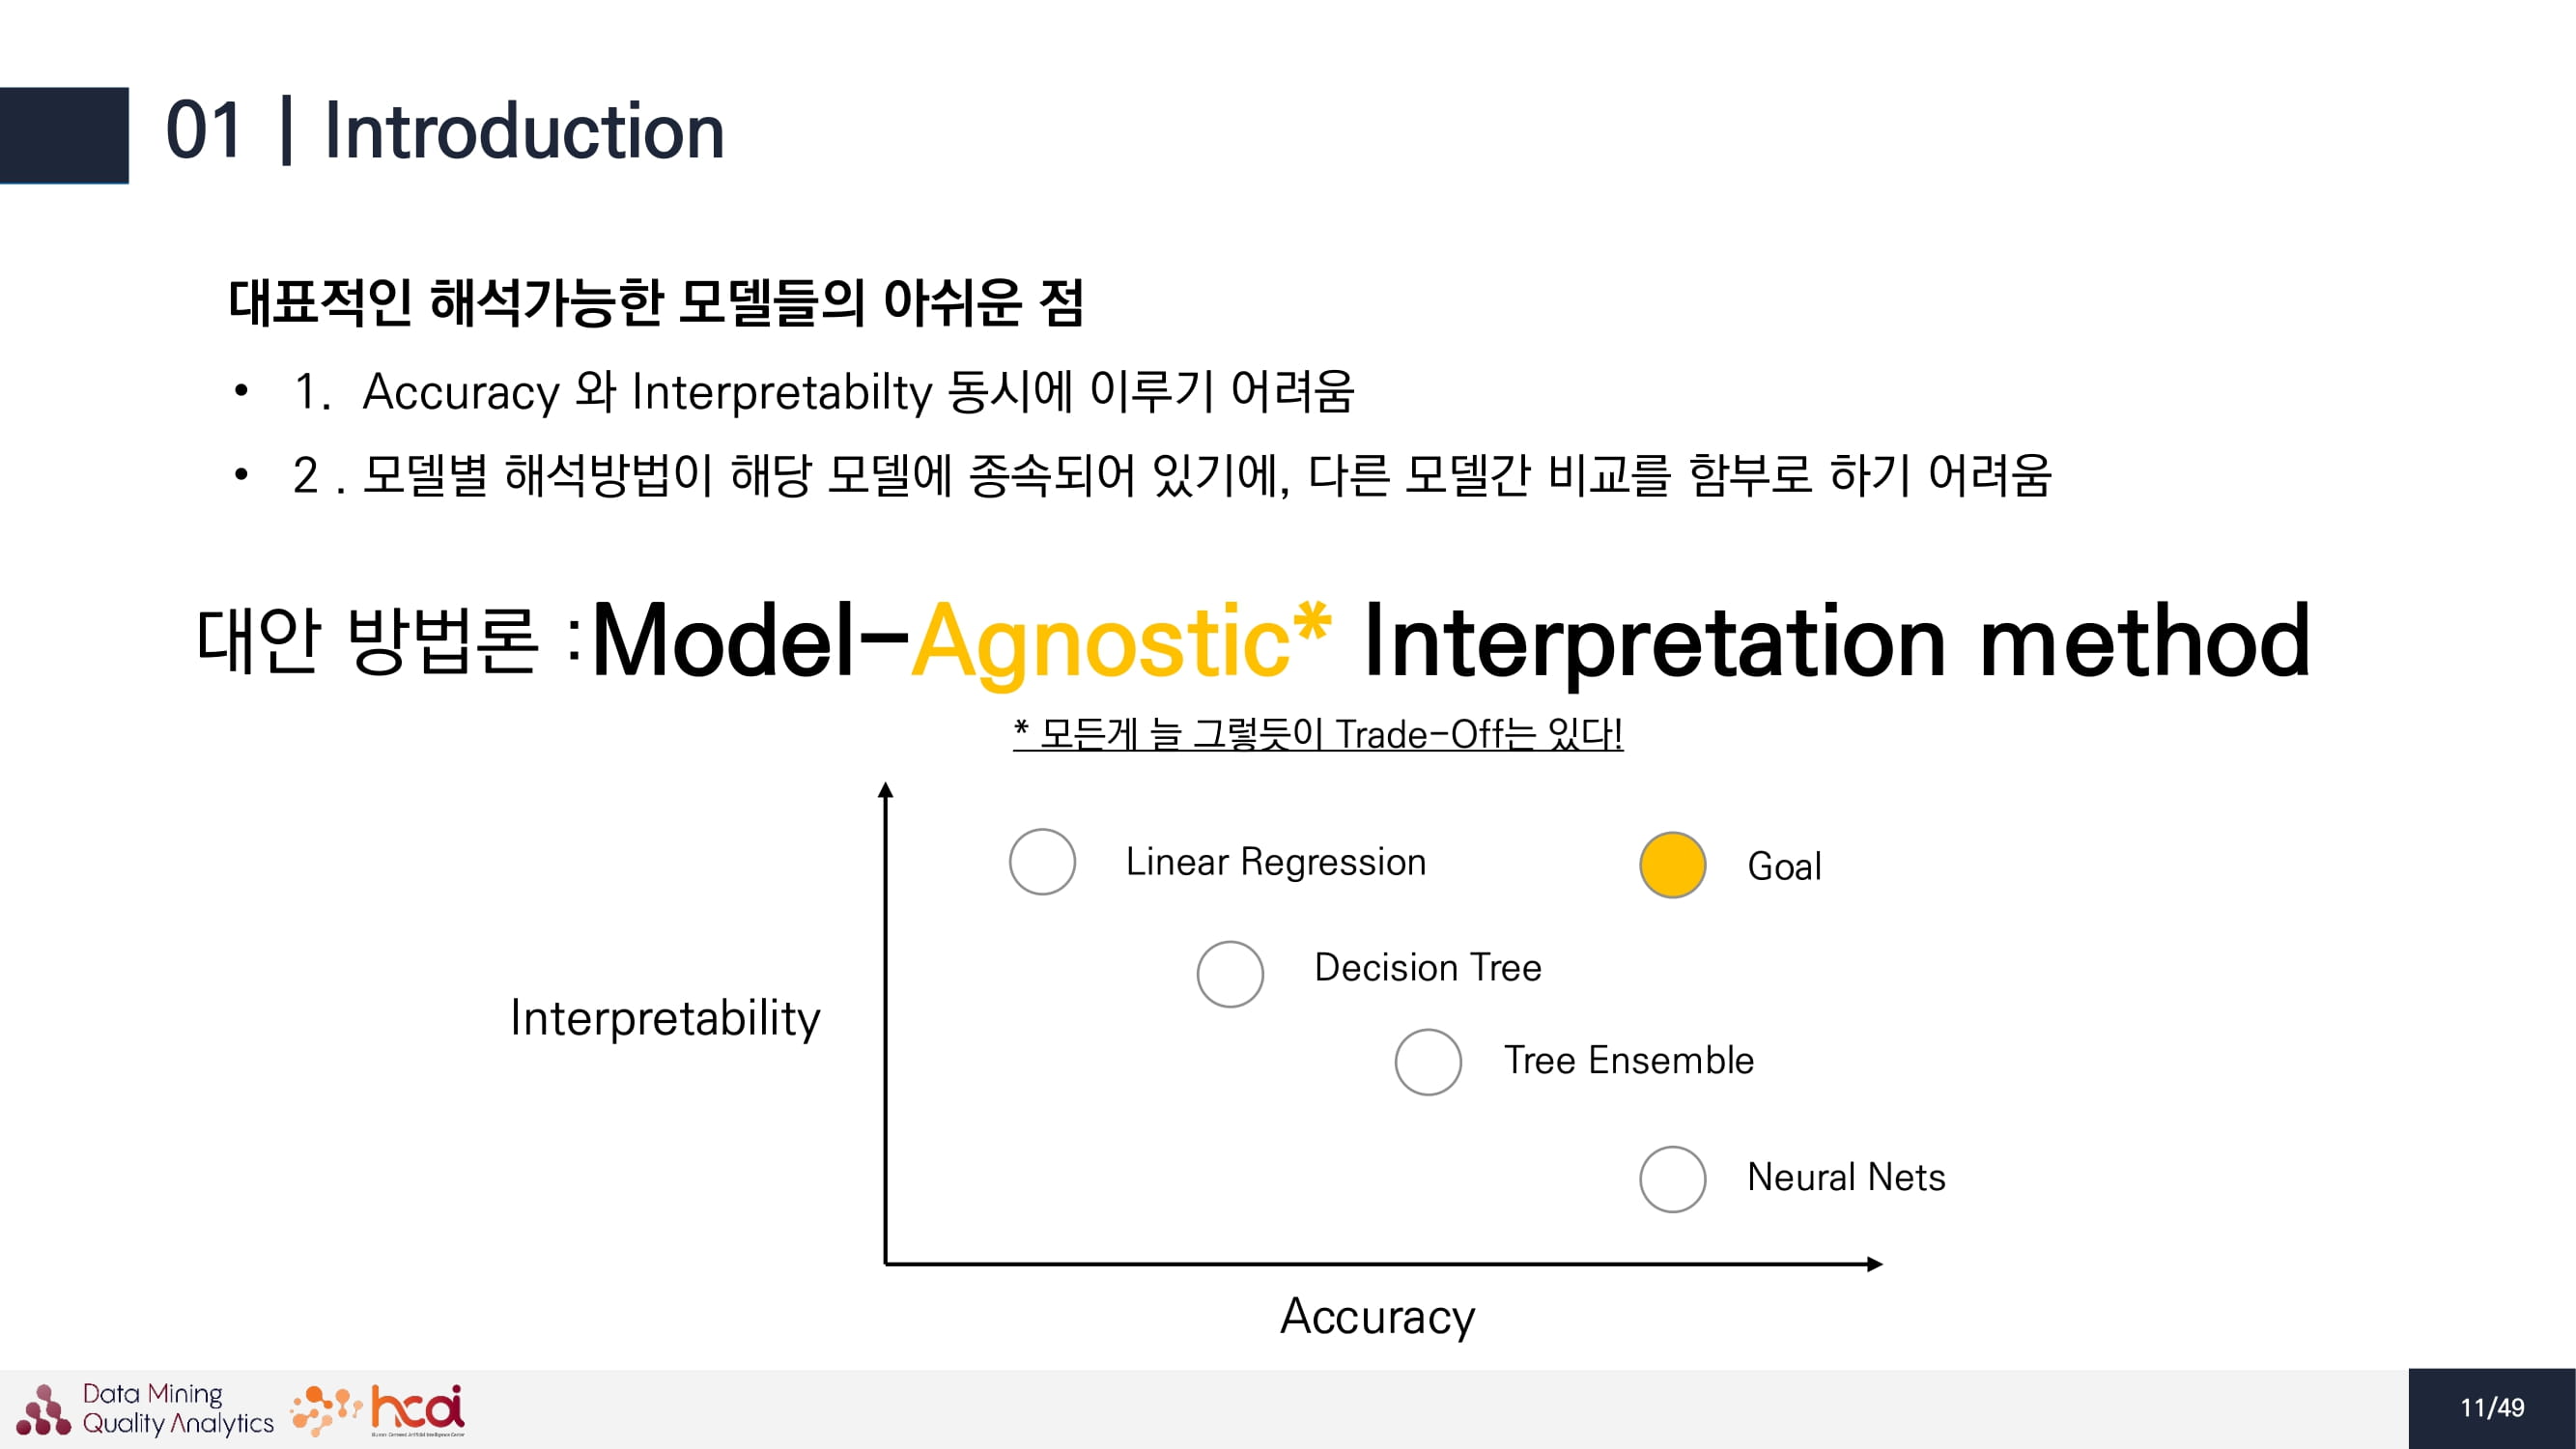 01 | Introduction
대표적인 해석가능한 모델들의 아쉬운 점
• 1. Accuracy 와 Interpretabilty 동시에 이루기 어려움
• 2 . 모델별 해석방법이 해당 모델에 종속되어 있기에, 다른 모델간 비교를 함부로 하기 어려움
대안 방법론 :Model-Agnostic* Interpretation method
* 모든게 늘 그렇듯이 Trade-Off는 있다!
Linear Regression
Goal
Decision Tree
Interpretability
Tree Ensemble
Neural Nets
Accuracy
Data Mining
Quality Analytics
hcai
Human Centered Artificial Intelligence Center
11/49